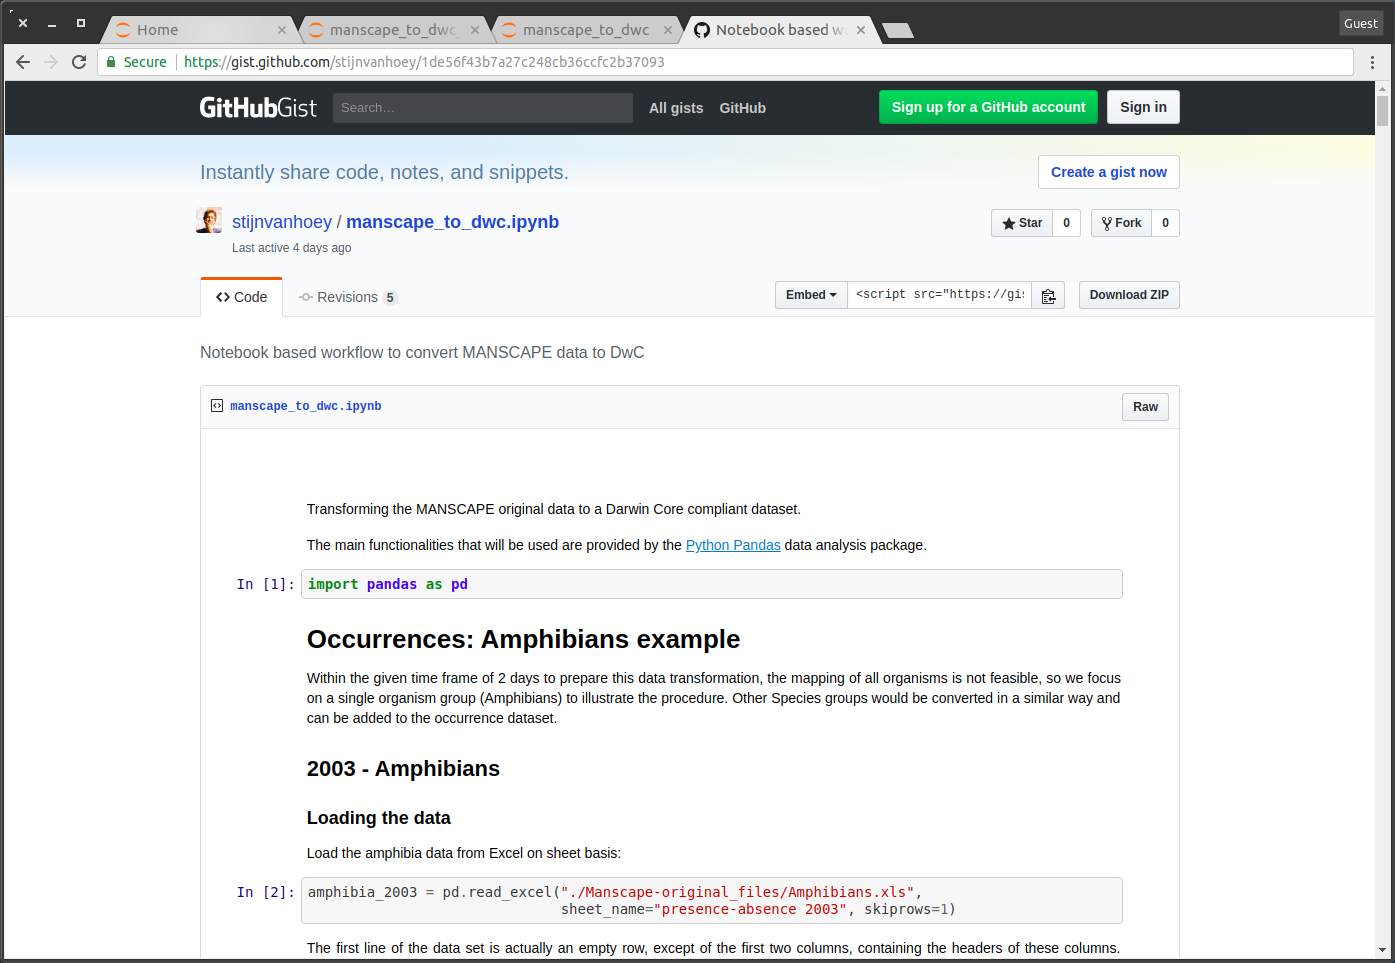 Home
manscape_to_dwc
manscape_to_dwc
Notebook based w
Guest
Secure
https://gist.github.com/stijnvanhoey/1de56f43b7a27c248cb36ccfc2b37093
GitHubGist
Search…
All gists
GitHub
Sign up for a GitHub account
Sign in
Instantly share code, notes, and snippets.
Create a gist now
stijnvanhoey / manscape_to_dwc.ipynb
Star 0
Fork 0
Last active 4 days ago
Code
Revisions 5
Embed
<script src="https://gi
Download ZIP
Notebook based workflow to convert MANSCAPE data to DwC
manscape_to_dwc.ipynb
Raw
Transforming the MANSCAPE original data to a Darwin Core compliant dataset.
The main functionalities that will be used are provided by the Python Pandas data analysis package.
In [1]: import pandas as pd
Occurrences: Amphibians example
Within the given time frame of 2 days to prepare this data transformation, the mapping of all organisms is not feasible, so we focus
on a single organism group (Amphibians) to illustrate the procedure. Other Species groups would be converted in a similar way and
can be added to the occurrence dataset.
2003 - Amphibians
Loading the data
Load the amphibia data from Excel on sheet basis:
In [2]: amphibia_2003 = pd.read_excel("./Manscape-original_files/Amphibians.xls",
sheet_name="presence-absence 2003", skiprows=1)
The first line of the data set is actually an empty row, except of the first two columns, containing the headers of these columns.